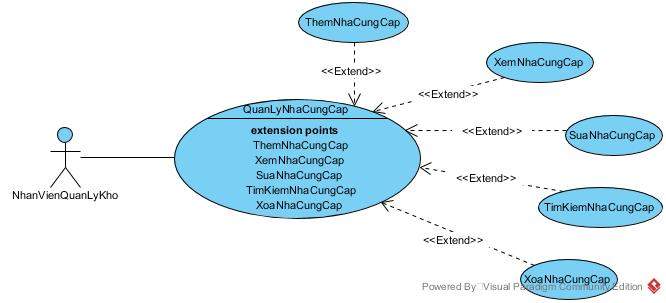 ThemNhaCungCap
<<Extend>>
XemNhaCungCap
<<Extend>>
QuanLyNhaCungCap
extension points
ThemNhaCungCap
XemNhaCungCap
SuaNhaCungCap
TimKiemNhaCungCap
XoaNhaCungCap
<<Extend>>
SuaNhaCungCap
<<Extend>>
TimKiemNhaCungCap
NhanVienQuanLyKho
<<Extend>>
XoaNhaCungCap
Powered By Visual Paradigm Community Edition